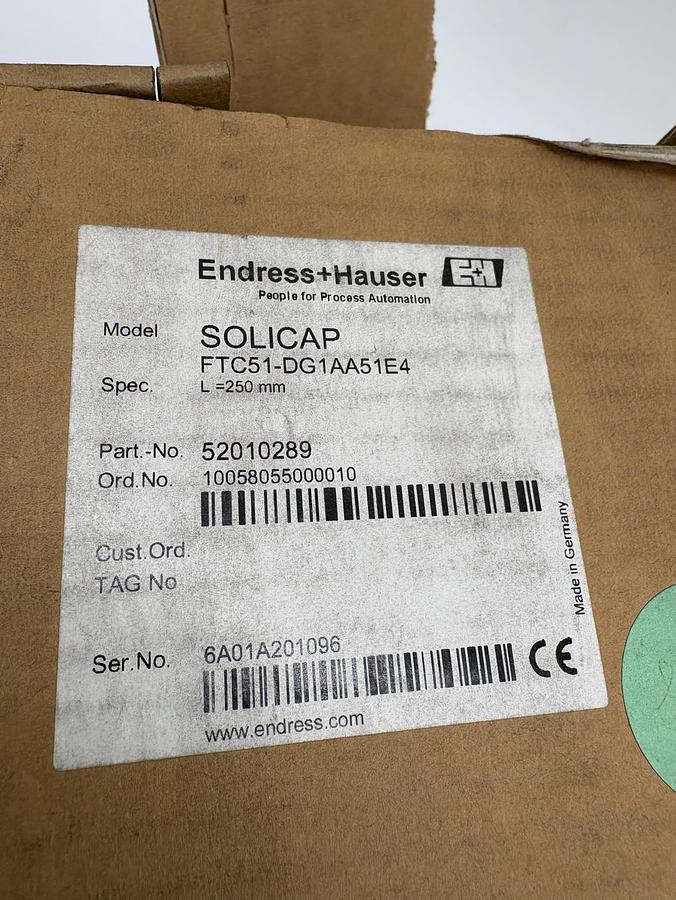 Endress+Hauser E+H
People for Process Automation
Model SOLICAP
FTC51-DG1AA51E4
Spec. L =250 mm
Part.-No. 52010289
Ord.No. 10058055000010
Cust.Ord.
TAG No
Made in Germany
Ser.No. 6A01A201096
CE
www.endress.com